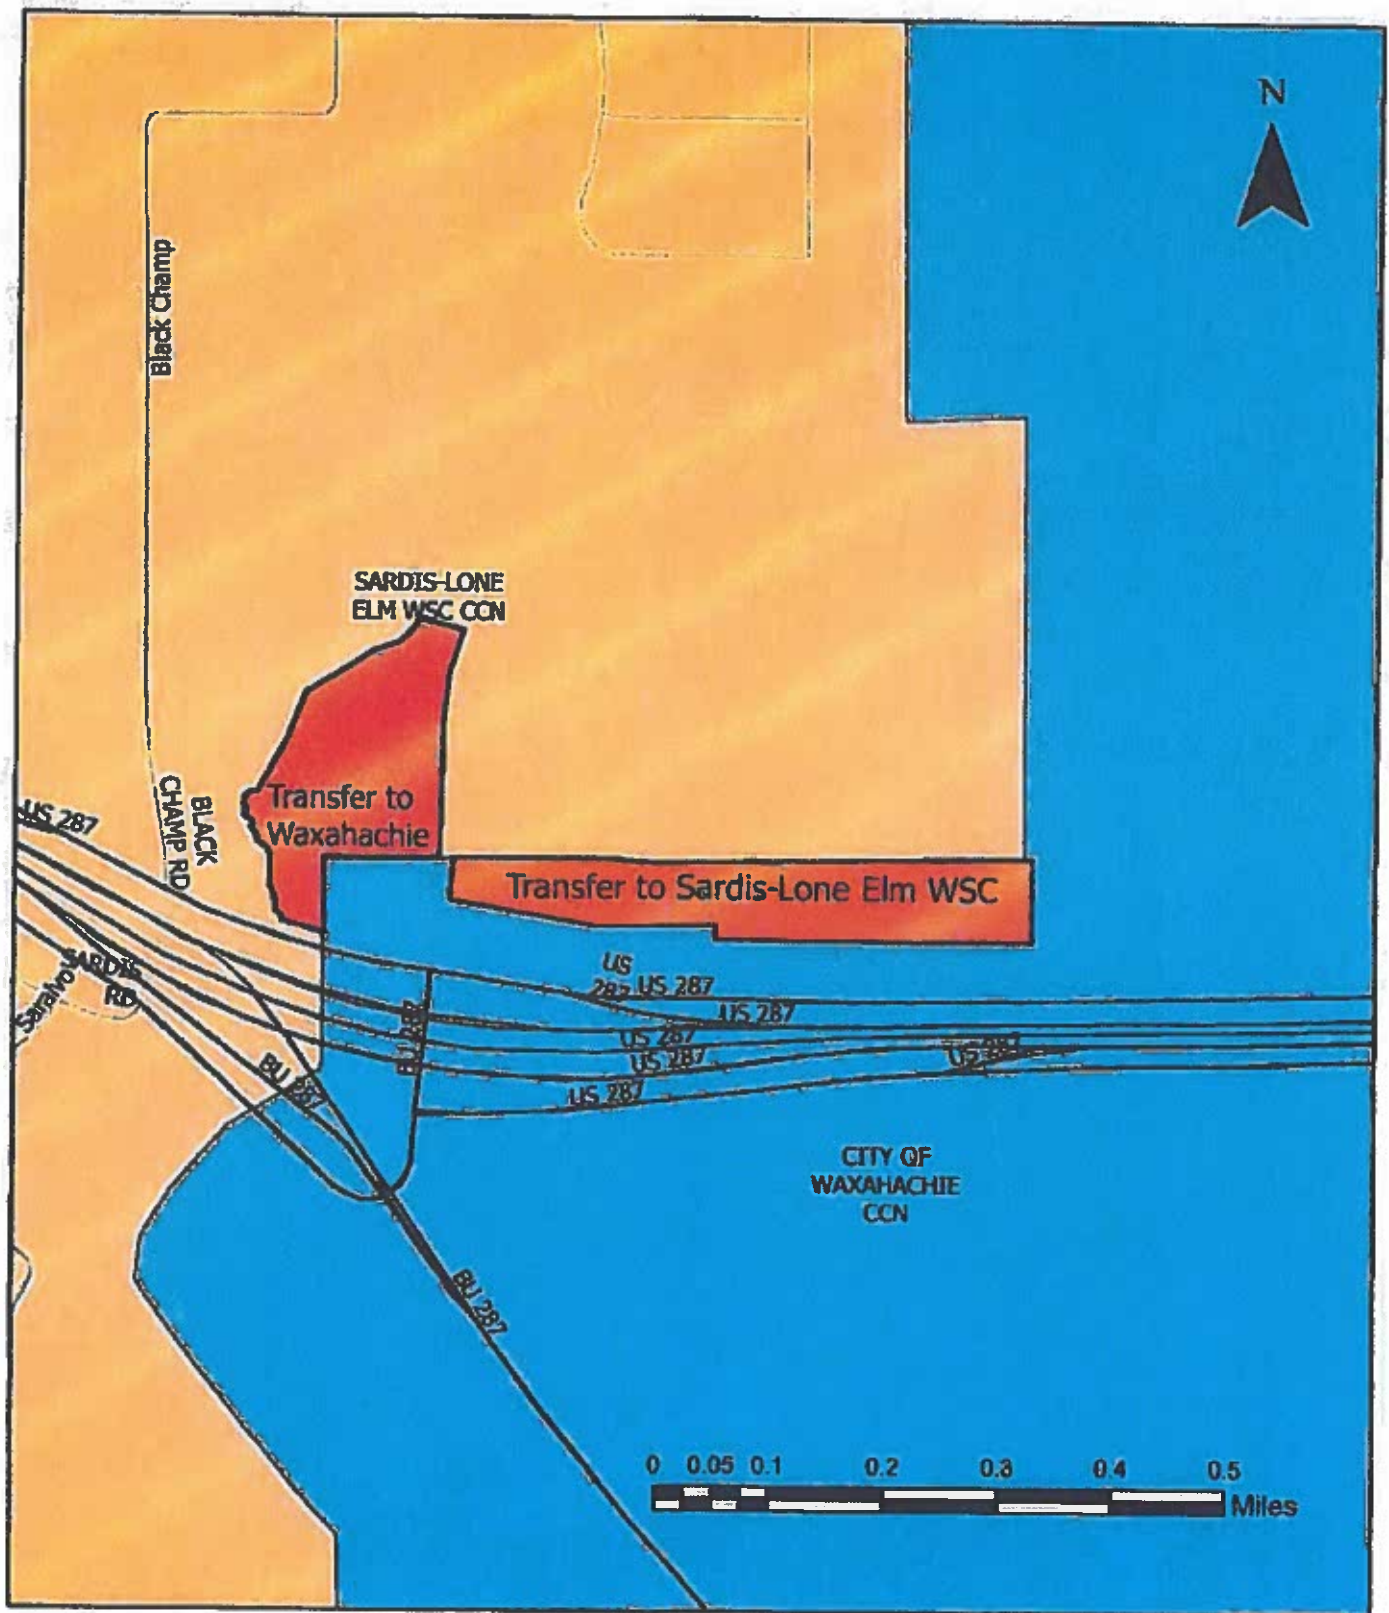 N
Black Champ
SARDIS-LONE
ELM WSC CCN
US 287
BLACK
CHAMP RD
Transfer to
Waxahachie
Transfer to Sardis-Lone Elm WSC
SARDIS
RD
US
287
US 287
US 287
US 287
US 287
US 287
US 287
BU 287
BU 287
CITY OF
WAXAHACHIE
CCN
BU 287
0 0.05 0.1 0.2 0.3 0.4 0.5
Miles